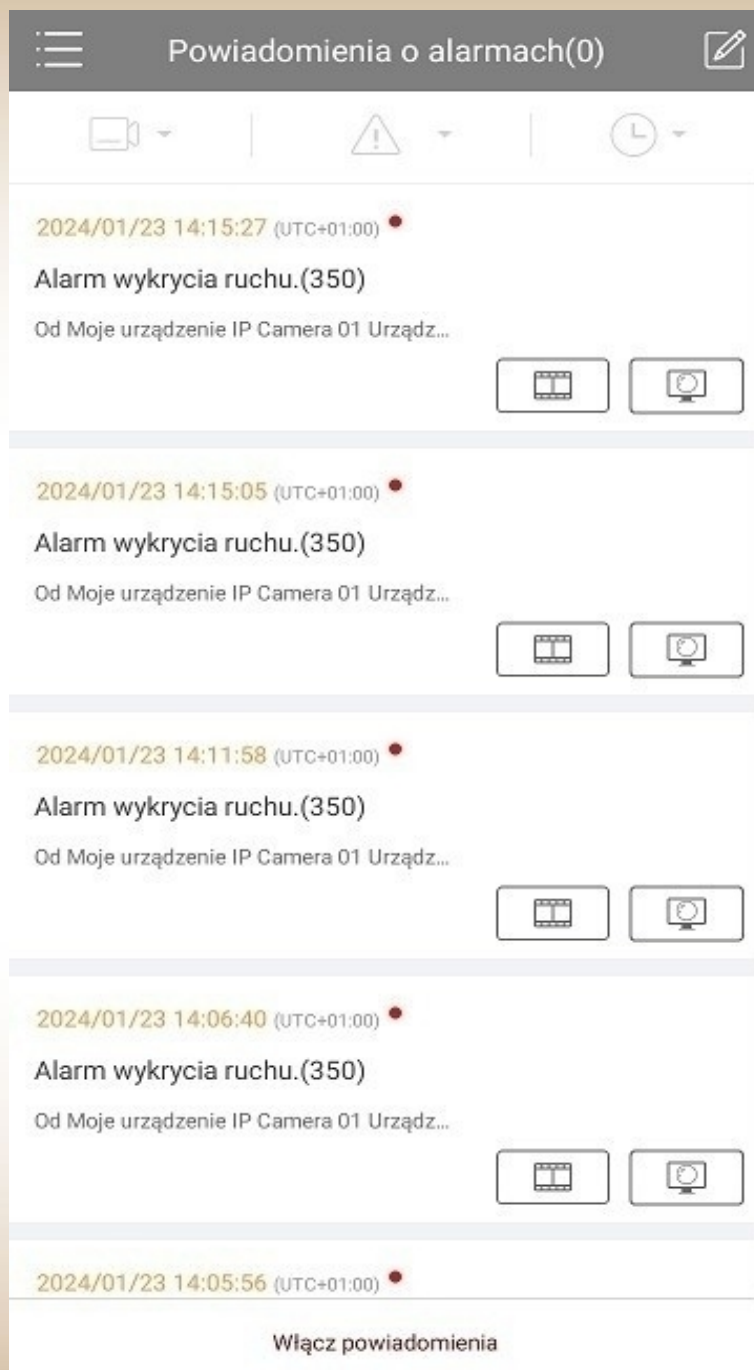 Powiadomienia o alarmach(0)
2024/01/23 14:15:27 (UTC+01:00)
Alarm wykrycia ruchu.(350)
Od Moje urządzenie IP Camera 01 Urządz...
2024/01/23 14:15:05 (UTC+01:00)
Alarm wykrycia ruchu.(350)
Od Moje urządzenie IP Camera 01 Urządz...
2024/01/23 14:11:58 (UTC+01:00)
Alarm wykrycia ruchu.(350)
Od Moje urządzenie IP Camera 01 Urządz...
2024/01/23 14:06:40 (UTC+01:00)
Alarm wykrycia ruchu.(350)
Od Moje urządzenie IP Camera 01 Urządz...
2024/01/23 14:05:56 (UTC+01:00)
Włącz powiadomienia